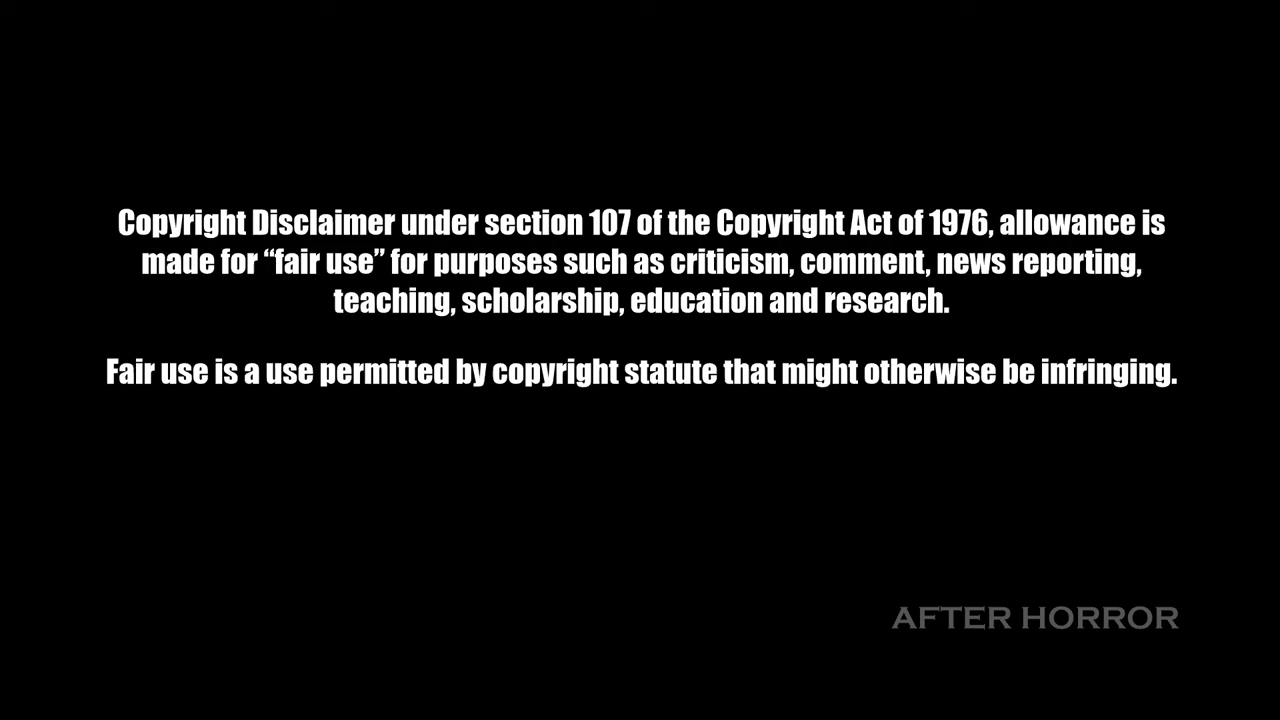 Copyright Disclaimer under section 107 of the Copyright Act of 1976, allowance is
made for “fair use” for purposes such as criticism, comment, news reporting,
teaching, scholarship, education and research.
Fair use is a use permitted by copyright statute that might otherwise be infringing.
AFTER HORROR